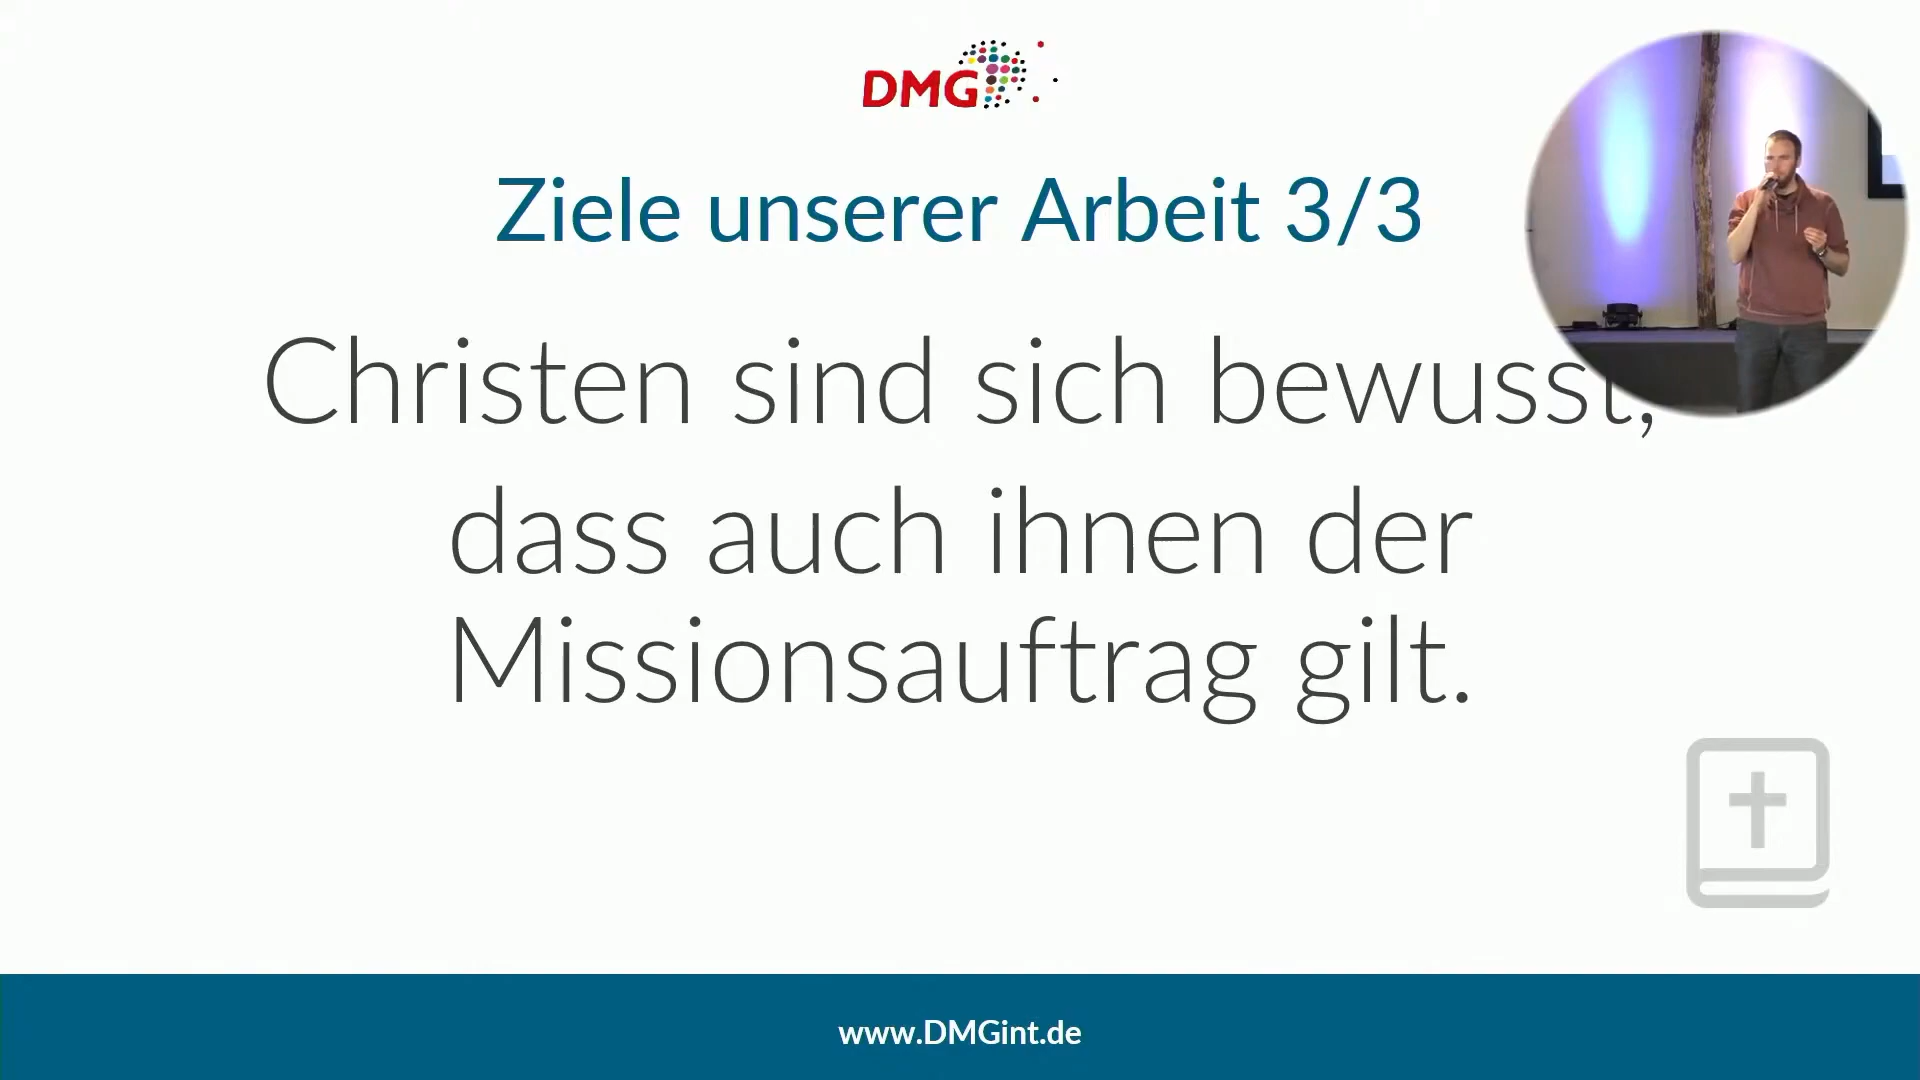 DMG
Ziele unserer Arbeit 3/3
Christen sind sich bewusst,
dass auch ihnen der
Missionsauftrag gilt.
www.DMGint.de